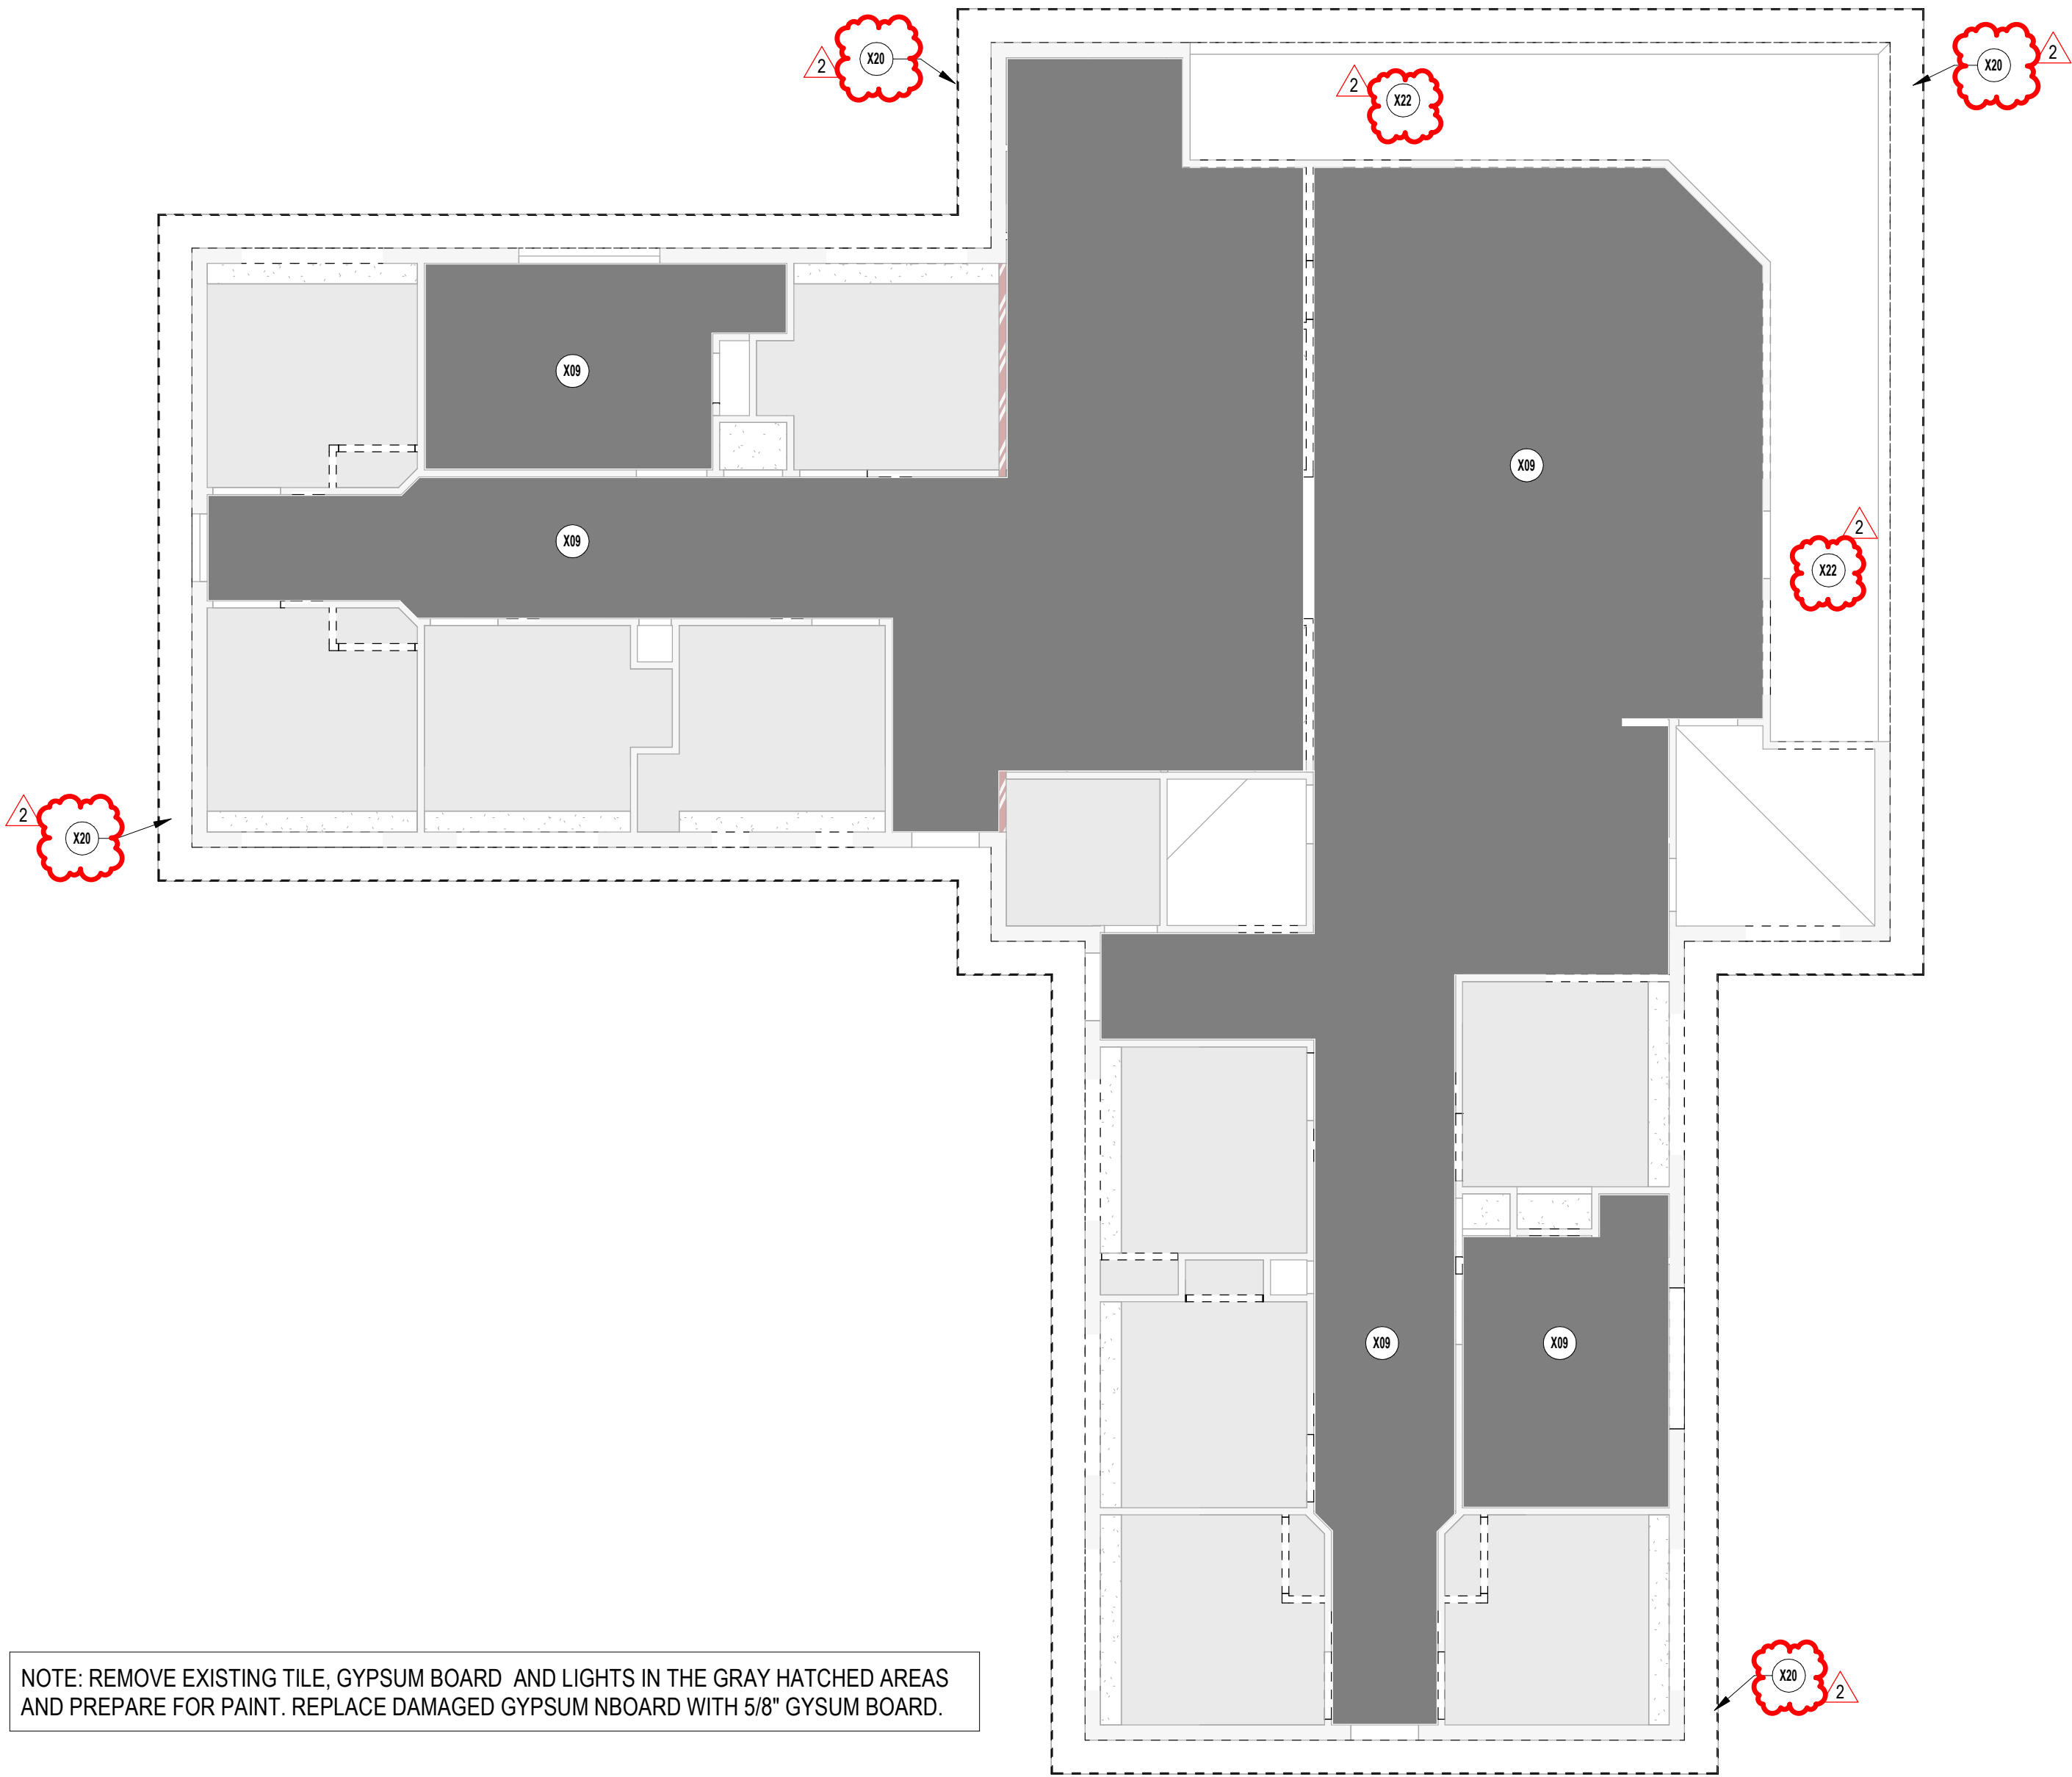 X20
2
X20
2
2
X22
X09
X09
X09
2
X22
2
X20
X09
X09
X20
2
NOTE: REMOVE EXISTING TILE, GYPSUM BOARD  AND LIGHTS IN THE GRAY HATCHED AREAS
AND PREPARE FOR PAINT. REPLACE DAMAGED GYPSUM NBOARD WITH 5/8" GYSUM BOARD.